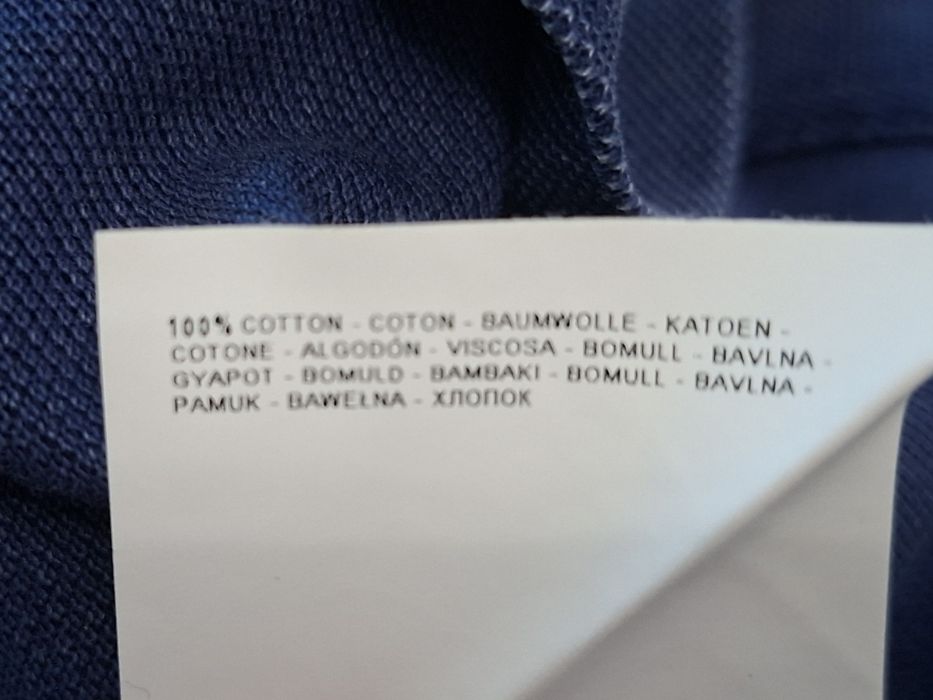 100% COTTON - COTON - BAUMWOLLE - KATOEN -
COTONE - ALGODÓN - VISCOSA - BOMULL - BAVLNA -
GYAPOT - BOMULD - BAMBAKI - BOMULL - BAVLNA -
PAMUK - BAWEŁNA - ХЛОПОК